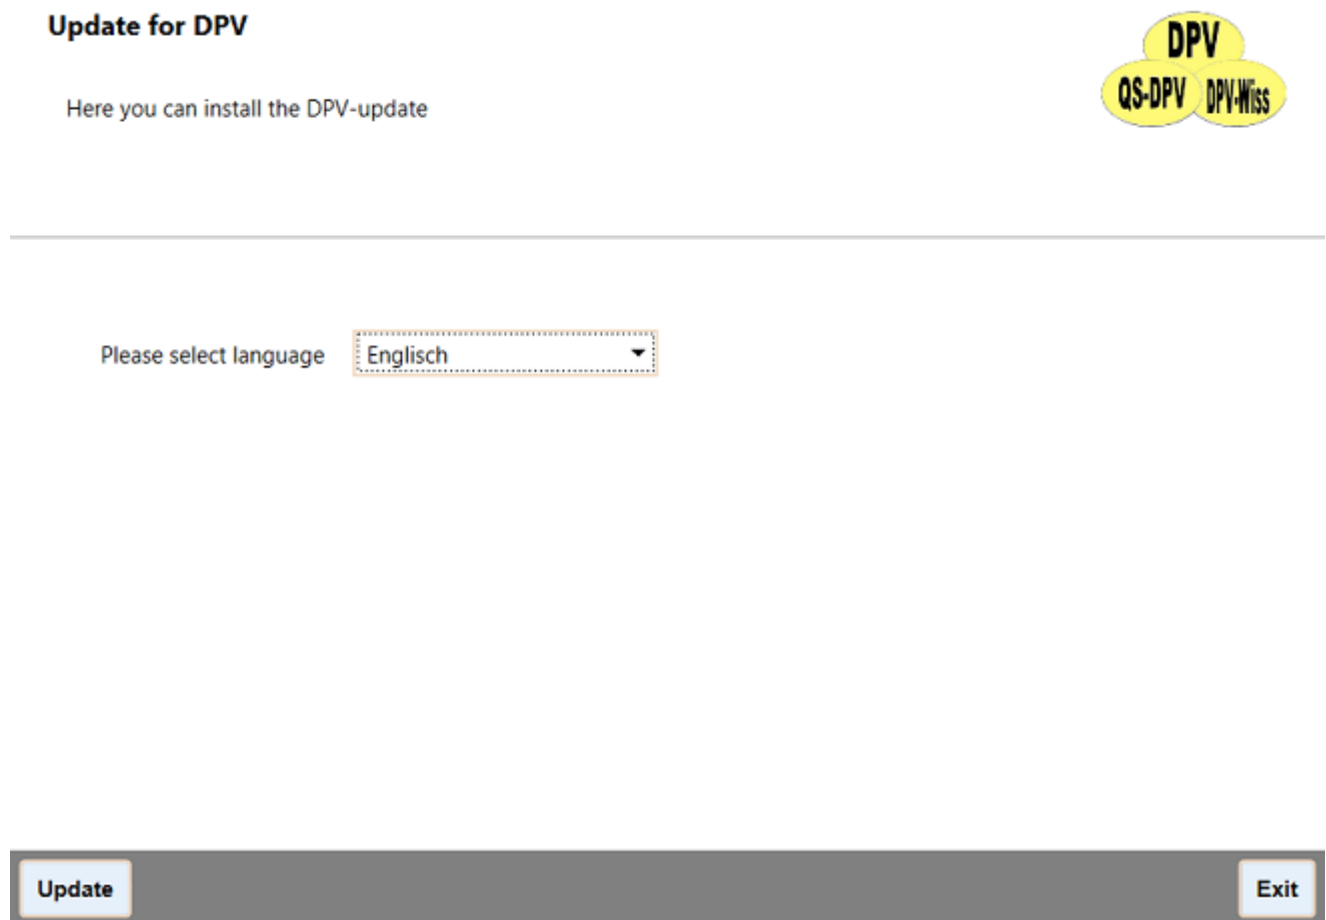 Update for DPV
DPV
QS-DPV DPV-Wiss
Here you can install the DPV-update
Please select language Englisch
Update Exit